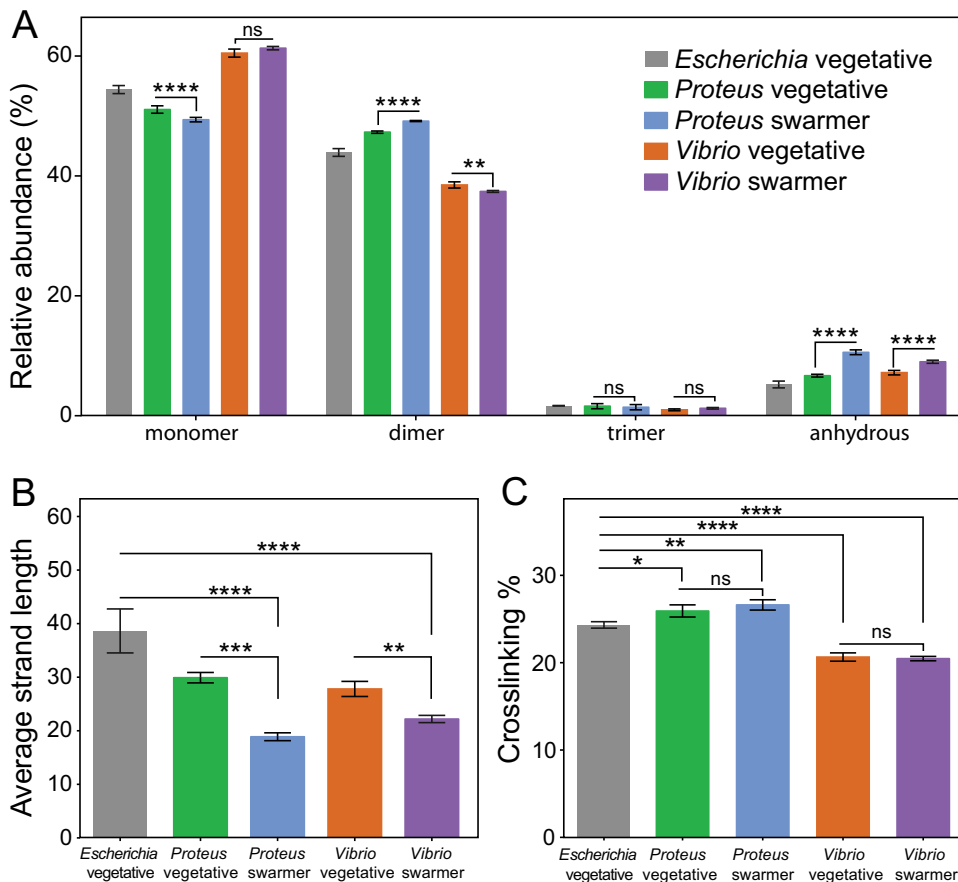 A
Relative abundance (%)
60
40
20
0
ns
****
****
**
ns
ns
****
****
Escherichia vegetative
Proteus vegetative
Proteus swarmer
Vibrio vegetative
Vibrio swarmer
monomer
dimer
trimer
anhydrous
B
Average strand length
60
50
40
30
20
10
0
****
****
***
**
Escherichia
vegetative
Proteus
vegetative
Proteus
swarmer
Vibrio
vegetative
Vibrio
swarmer
C
Crosslinking %
30
20
10
0
****
****
**
*
ns
ns
Escherichia
vegetative
Proteus
vegetative
Proteus
swarmer
Vibrio
vegetative
Vibrio
swarmer